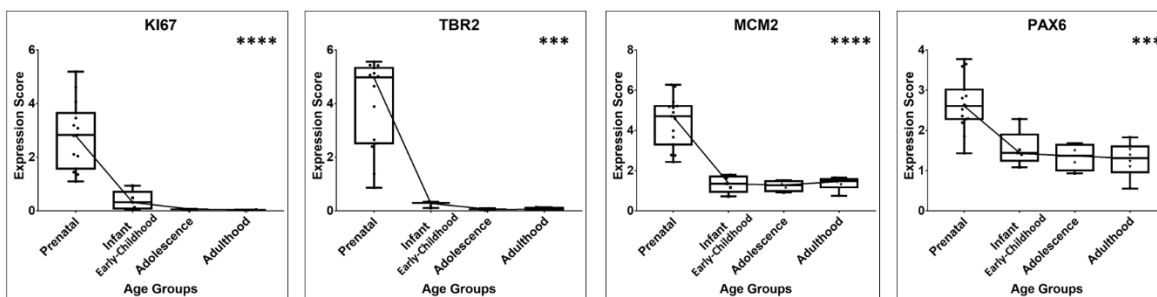 KI67
****
Expression Score
6
4
2
0
Prenatal
Infant
Early-Childhood
Adolescence
Adulthood
Age Groups
TBR2
***
Expression Score
6
4
2
0
Prenatal
Infant
Early-Childhood
Adolescence
Adulthood
Age Groups
MCM2
****
Expression Score
8
6
4
2
0
Prenatal
Infant
Early-Childhood
Adolescence
Adulthood
Age Groups
PAX6
***
Expression Score
4
3
2
1
0
Prenatal
Infant
Early-Childhood
Adolescence
Adulthood
Age Groups